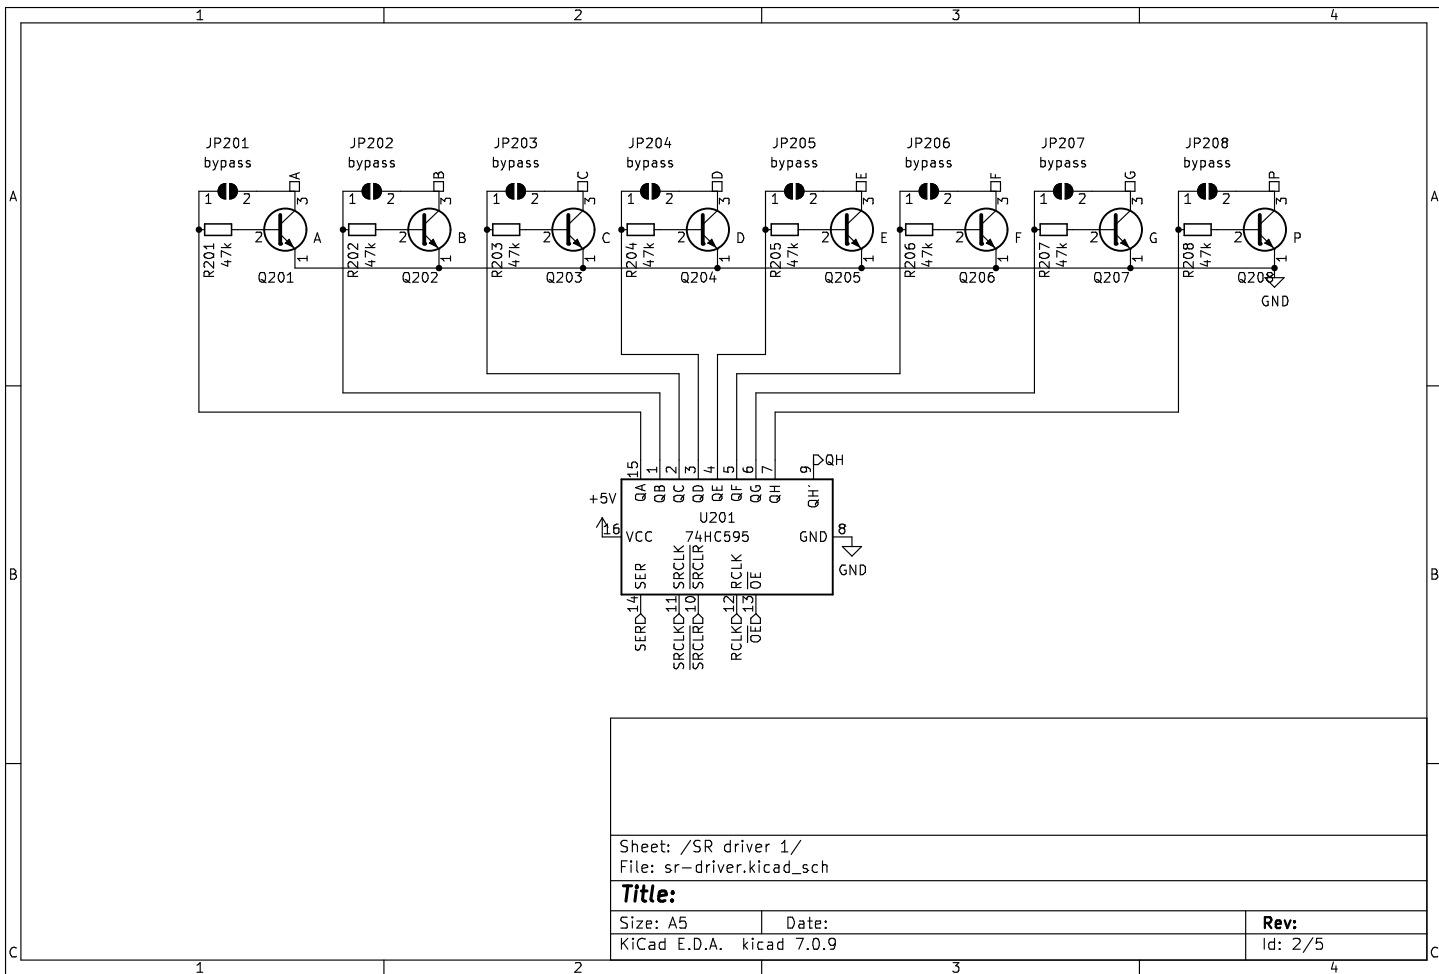 1 2 3 4
JP201 JP202 JP203 JP204 JP205 JP206 JP207 JP208
bypass bypass bypass bypass bypass bypass bypass bypass
A B C D E F G P
A A
1 2 3 1 2 3 1 2 3 1 2 3 1 2 3 1 2 3 1 2 3 1 2 3
2 A 2 B 2 C 2 D 2 E 2 F 2 G 2 P
R201 47k R202 47k R203 47k R204 47k R205 47k R206 47k R207 47k R208 47k
1 1 1 1 1 1 1 1
Q201 Q202 Q203 Q204 Q205 Q206 Q207 Q208
GND
15 1 2 3 4 5 6 7 9 QH
QA QB QC QD QE QF QG QH QH'
+5V
U201
16 VCC 74HC595 GND 8
GND
B B
SER SRCLK SRCLR RCLK OE
14 11 10 12 13
SER SRCLK SRCLR RCLK OE
Sheet: /SR driver 1/
File: sr-driver.kicad_sch
Title:
Size: A5 Date: Rev:
KiCad E.D.A. kicad 7.0.9 Id: 2/5
C C
1 2 3 4